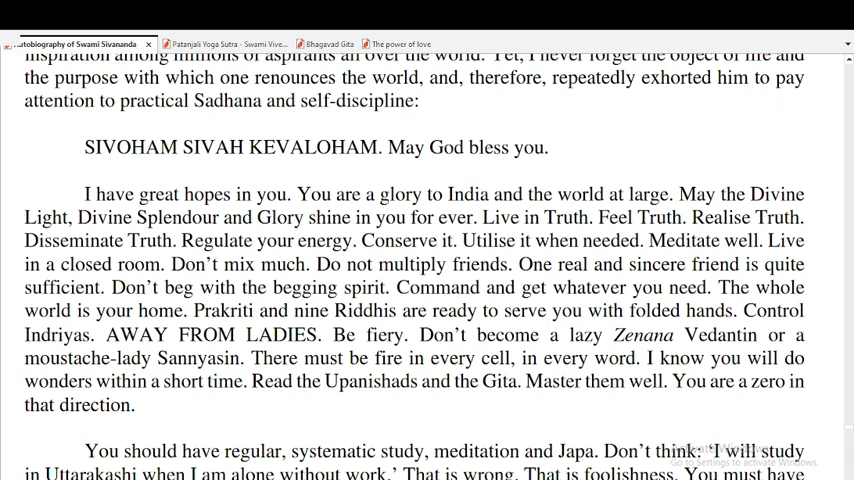 Autobiography of Swami Sivananda × Patanjali Yoga Sutra - Swami Vive... Bhagavad Gita The power of love
inspiration among millions of aspirants all over the world. Yet, I never forget the object of life and
the purpose with which one renounces the world, and, therefore, repeatedly exhorted him to pay
attention to practical Sadhana and self-discipline:
SIVOHAM SIVAH KEVALOHAM. May God bless you.
I have great hopes in you. You are a glory to India and the world at large. May the Divine
Light, Divine Splendour and Glory shine in you for ever. Live in Truth. Feel Truth. Realise Truth.
Disseminate Truth. Regulate your energy. Conserve it. Utilise it when needed. Meditate well. Live
in a closed room. Don’t mix much. Do not multiply friends. One real and sincere friend is quite
sufficient. Don’t beg with the begging spirit. Command and get whatever you need. The whole
world is your home. Prakriti and nine Riddhis are ready to serve you with folded hands. Control
Indriyas. AWAY FROM LADIES. Be fiery. Don’t become a lazy Zenana Vedantin or a
moustache-lady Sannyasin. There must be fire in every cell, in every word. I know you will do
wonders within a short time. Read the Upanishads and the Gita. Master them well. You are a zero in
that direction.
You should have regular, systematic study, meditation and Japa. Don’t think: ‘I will study
in Uttarakashi when I am alone without work.’ That is wrong. That is foolishness. You must have
Activate Windows
Go to Settings to activate Windows.